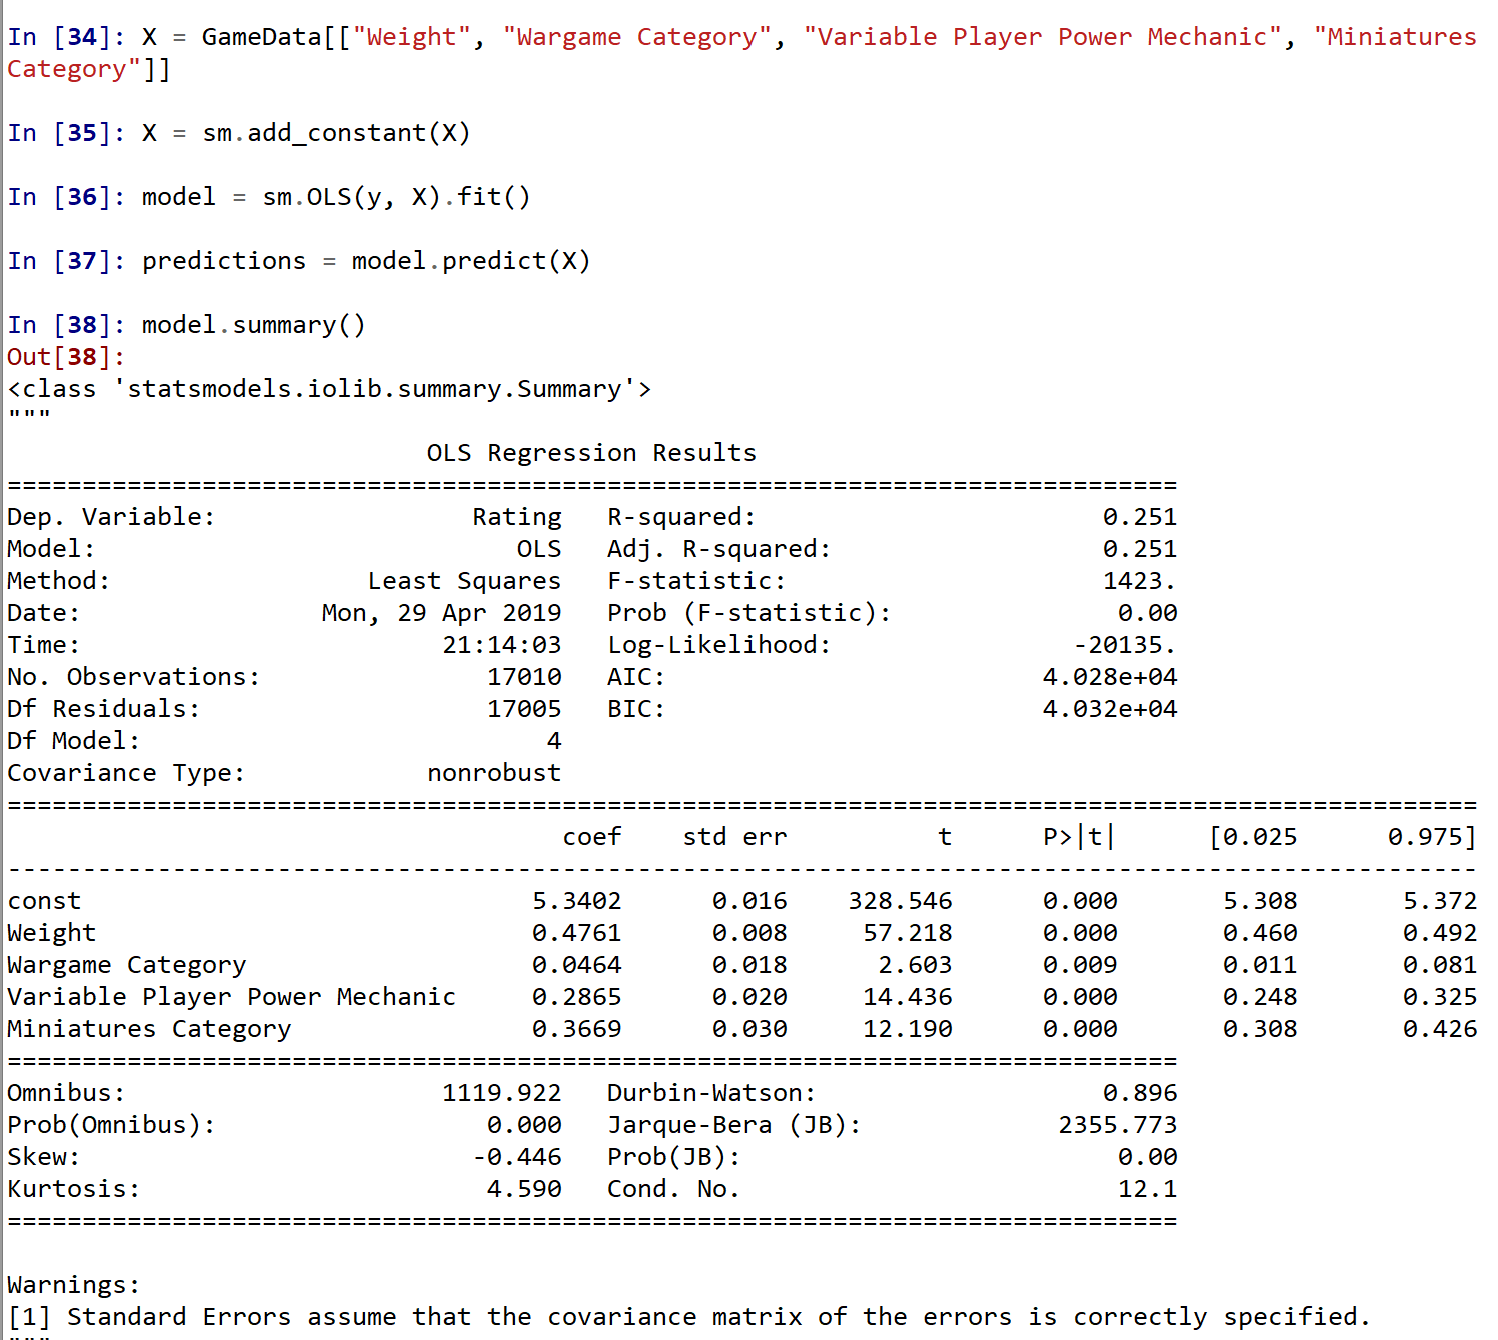 In [34]: X = GameData[["Weight", "Wargame Category", "Variable Player Power Mechanic", "Miniatures
Category"]]
In [35]: X = sm.add_constant(X)
In [36]: model = sm.OLS(y, X).fit()
In [37]: predictions = model.predict(X)
In [38]: model.summary()
Out[38]:
<class 'statsmodels.iolib.summary.Summary'>
"""
OLS Regression Results
==============================================================================
Dep. Variable: Rating R-squared: 0.251
Model: OLS Adj. R-squared: 0.251
Method: Least Squares F-statistic: 1423.
Date: Mon, 29 Apr 2019 Prob (F-statistic): 0.00
Time: 21:14:03 Log-Likelihood: -20135.
No. Observations: 17010 AIC: 4.028e+04
Df Residuals: 17005 BIC: 4.032e+04
Df Model: 4
Covariance Type: nonrobust
==================================================================================================
coef std err t P>|t| [0.025 0.975]
--------------------------------------------------------------------------------------------------
const 5.3402 0.016 328.546 0.000 5.308 5.372
Weight 0.4761 0.008 57.218 0.000 0.460 0.492
Wargame Category 0.0464 0.018 2.603 0.009 0.011 0.081
Variable Player Power Mechanic 0.2865 0.020 14.436 0.000 0.248 0.325
Miniatures Category 0.3669 0.030 12.190 0.000 0.308 0.426
==============================================================================
Omnibus: 1119.922 Durbin-Watson: 0.896
Prob(Omnibus): 0.000 Jarque-Bera (JB): 2355.773
Skew: -0.446 Prob(JB): 0.00
Kurtosis: 4.590 Cond. No. 12.1
==============================================================================
Warnings:
[1] Standard Errors assume that the covariance matrix of the errors is correctly specified.
"""